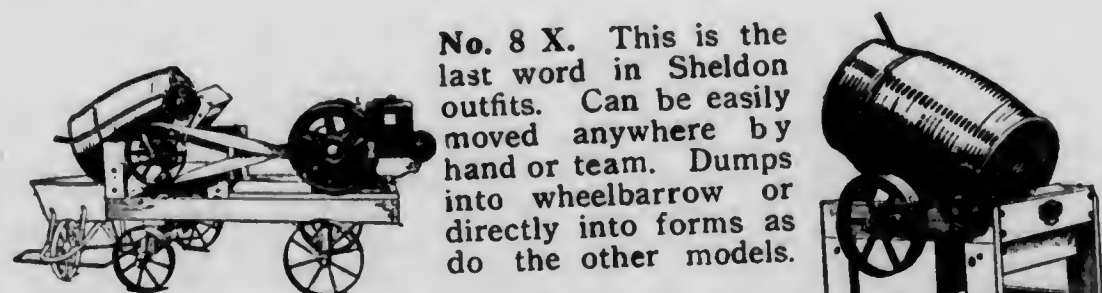 No. 8 X. This is the
last word in Sheldon
outfits. Can be easily
moved anywhere by
hand or team. Dumps
into wheelbarrow or
directly into forms as
do the other models.